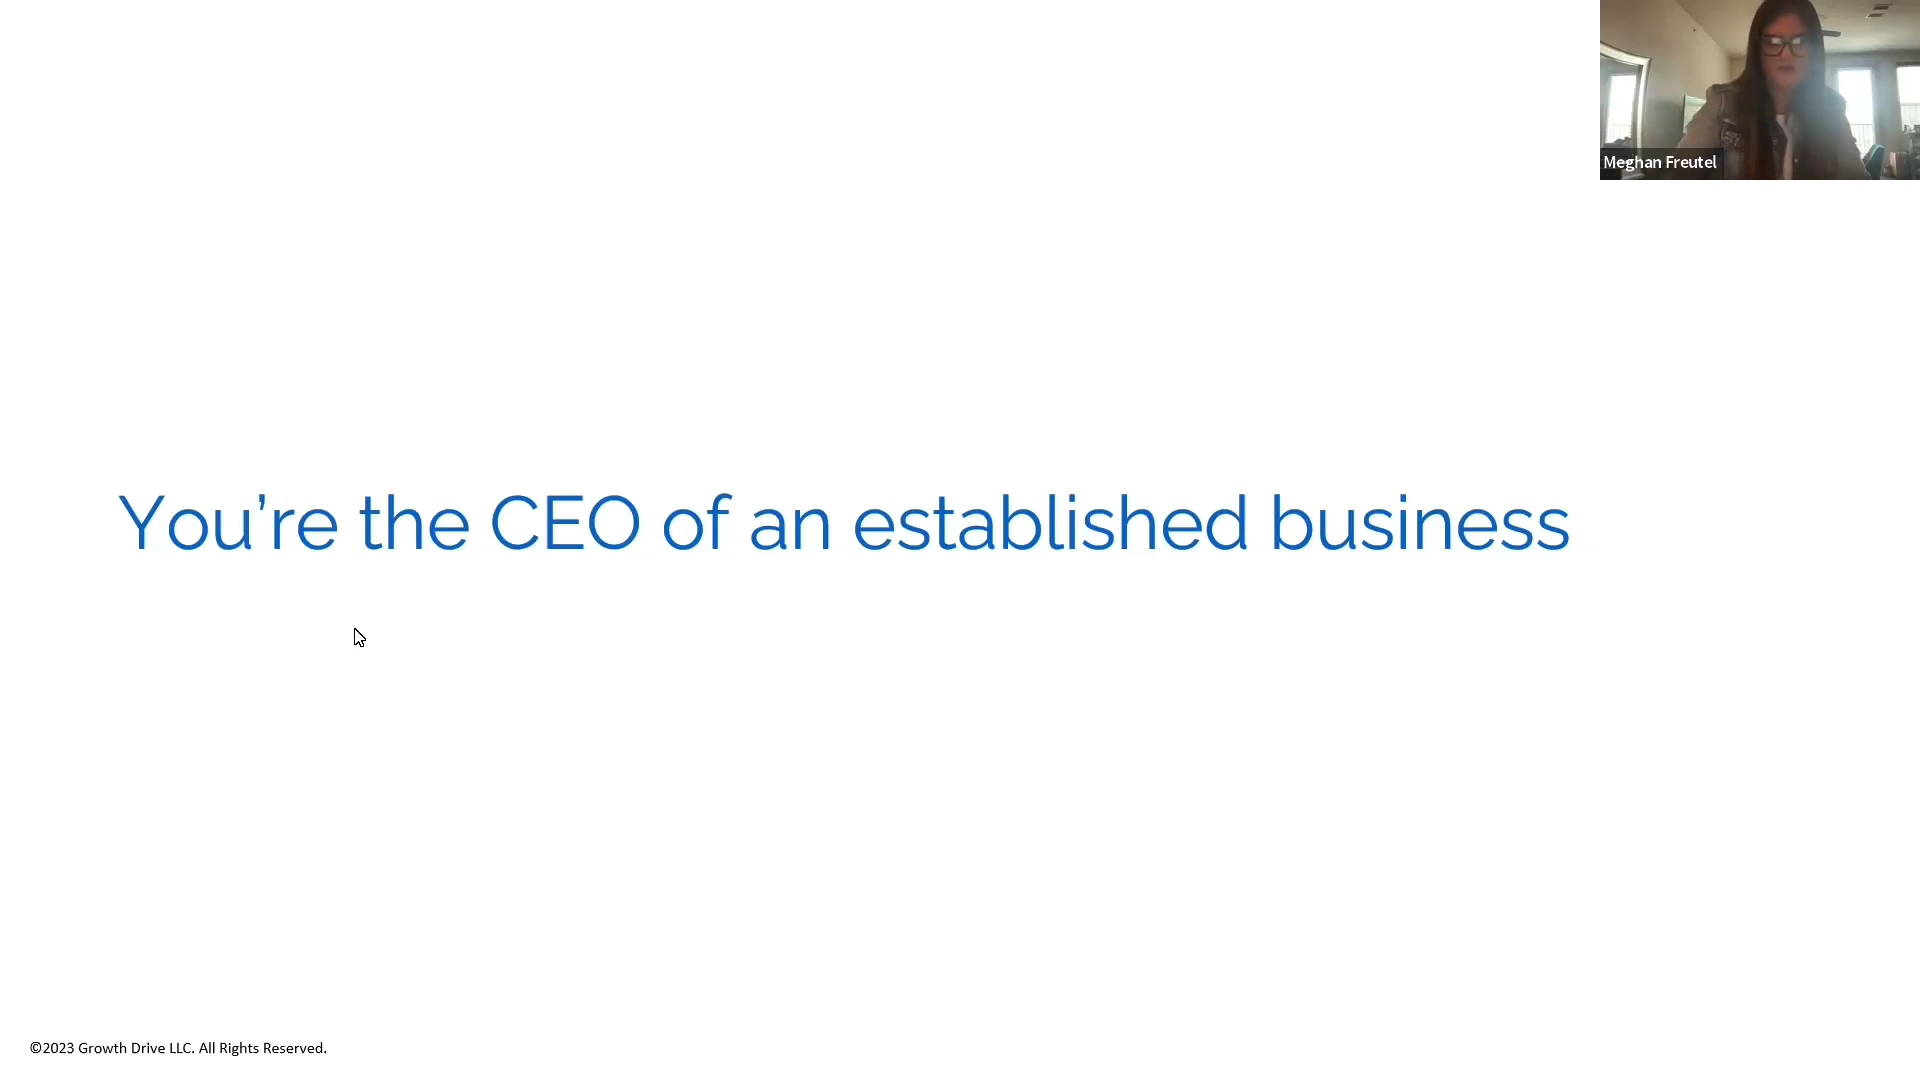 Meghan Freutel
You’re the CEO of an established business
©2023 Growth Drive LLC. All Rights Reserved.